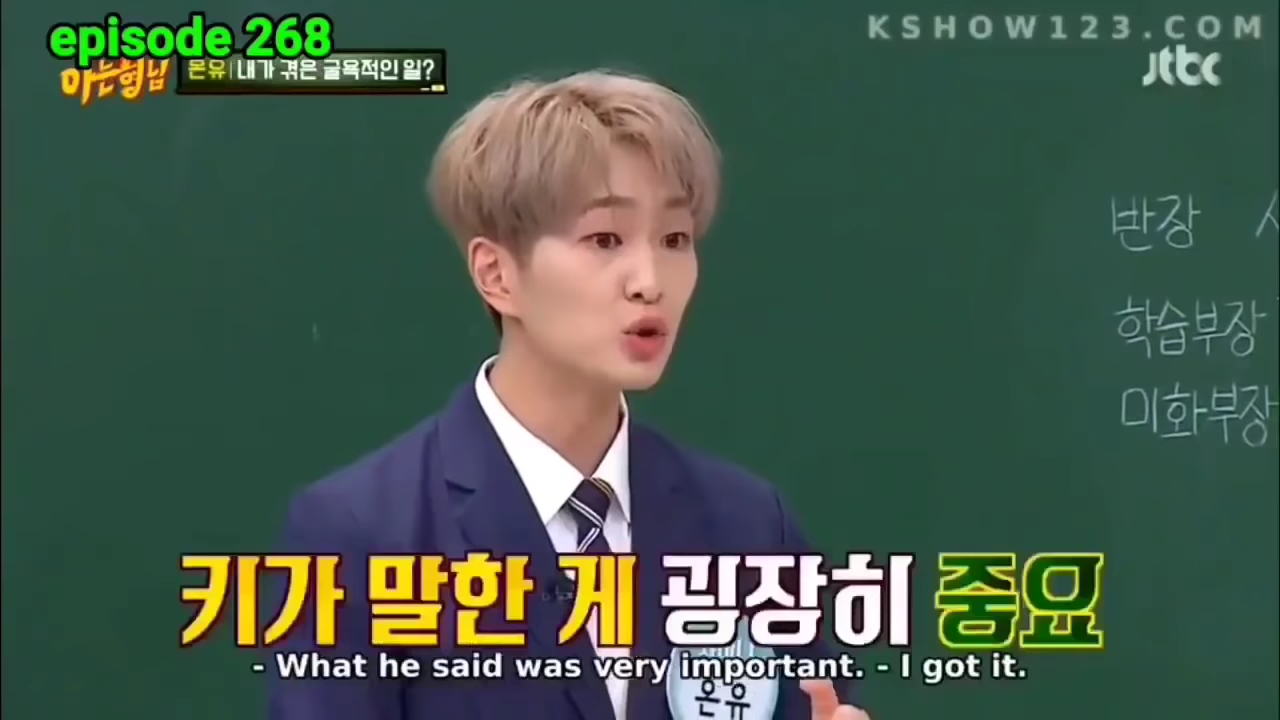 episode 268
KSHOW123.COM
아는형님
온유 | 내가 겪은 굴욕적인 일?
jtbc
반장
학습부장
미화부장
키가 말한 게 굉장히 중요
- What he said was very important. - I got it.
온유